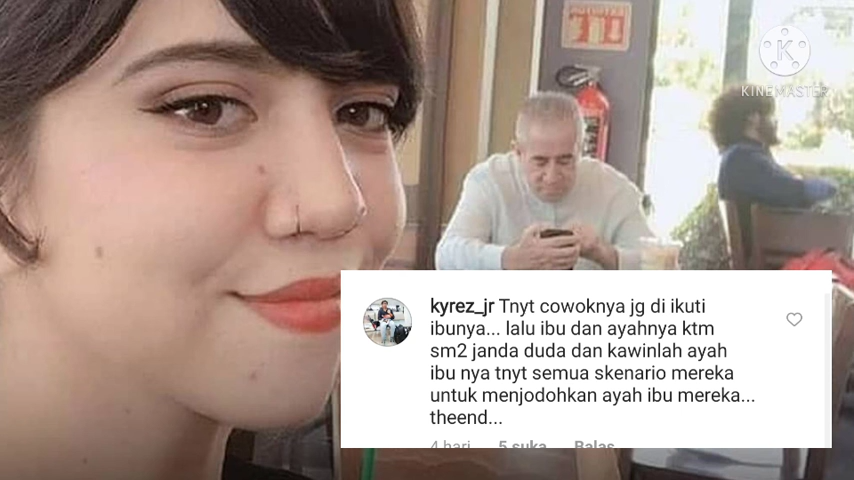 K
KINEMASTER
kyrez_jr Tnyt cowoknya jg di ikuti
ibunya... lalu ibu dan ayahnya ktm
sm2 janda duda dan kawinlah ayah
ibu nya tnyt semua skenario mereka
untuk menjodohkan ayah ibu mereka...
theend...
4 hari 5 suka Balas